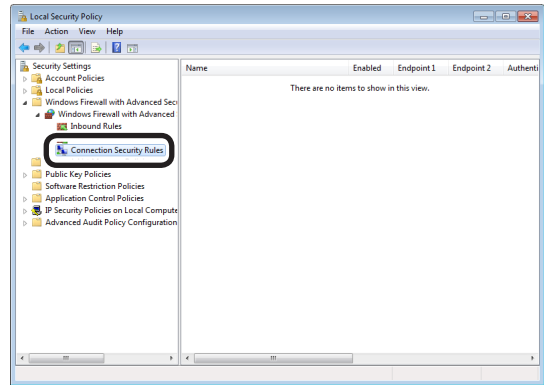 Local Security Policy
File Action View Help
Security Settings
Account Policies
Local Policies
Windows Firewall with Advanced Secu
Windows Firewall with Advanced
Inbound Rules
Connection Security Rules
Public Key Policies
Software Restriction Policies
Application Control Policies
IP Security Policies on Local Compute
Advanced Audit Policy Configuration
Name Enabled Endpoint 1 Endpoint 2 Authenti
There are no items to show in this view.